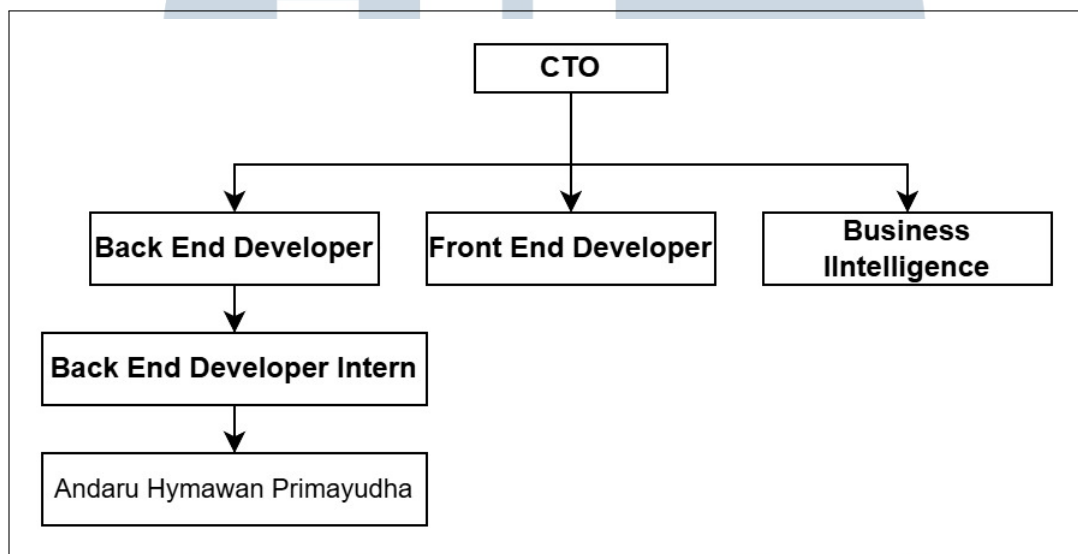 CTO
Back End Developer
Front End Developer
Business
IIntelligence
Back End Developer Intern
Andaru Hymawan Primayudha